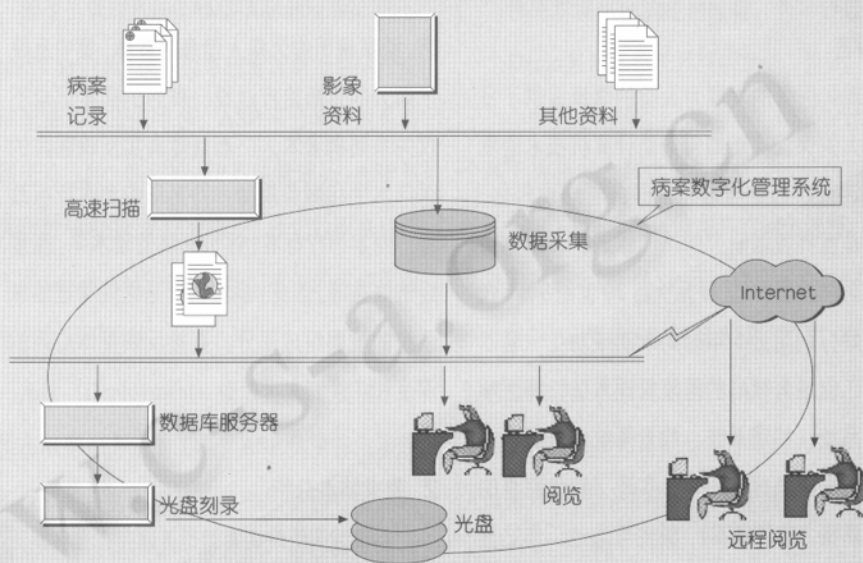 病案
记录
影象
资料
其他资料
高速扫描
病案数字化管理系统
数据采集
Internet
数据库服务器
阅览
光盘刻录
光盘
远程阅览
w.c-s-a.org.cn